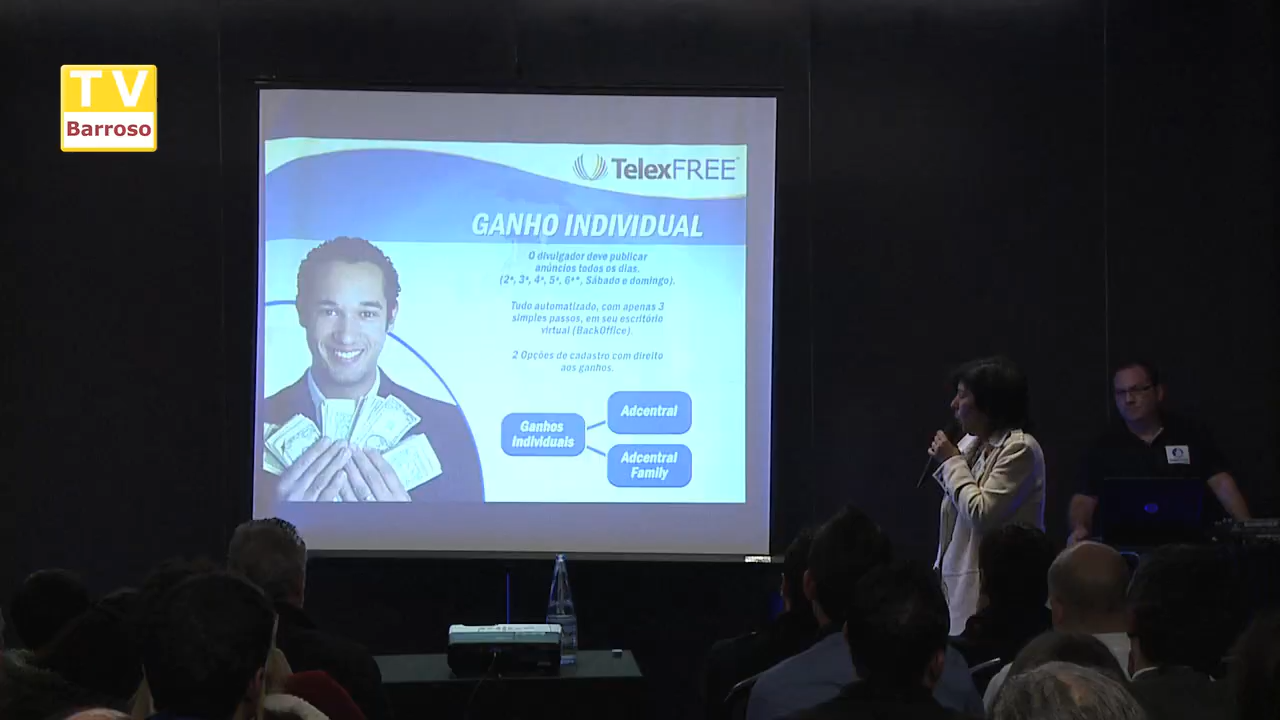 TV
Barroso
TelexFREE
GANHO INDIVIDUAL
O divulgador deve publicar
anúncios todos os dias.
(2ª, 3ª, 4ª, 5ª, 6ª*, Sábado e domingo).
Tudo automatizado, com apenas 3
simples passos, em seu escritório
virtual (BackOffice).
2 Opções de cadastro com direito
aos ganhos.
Ganhos
Individuais
Adcentral
Adcentral
Family